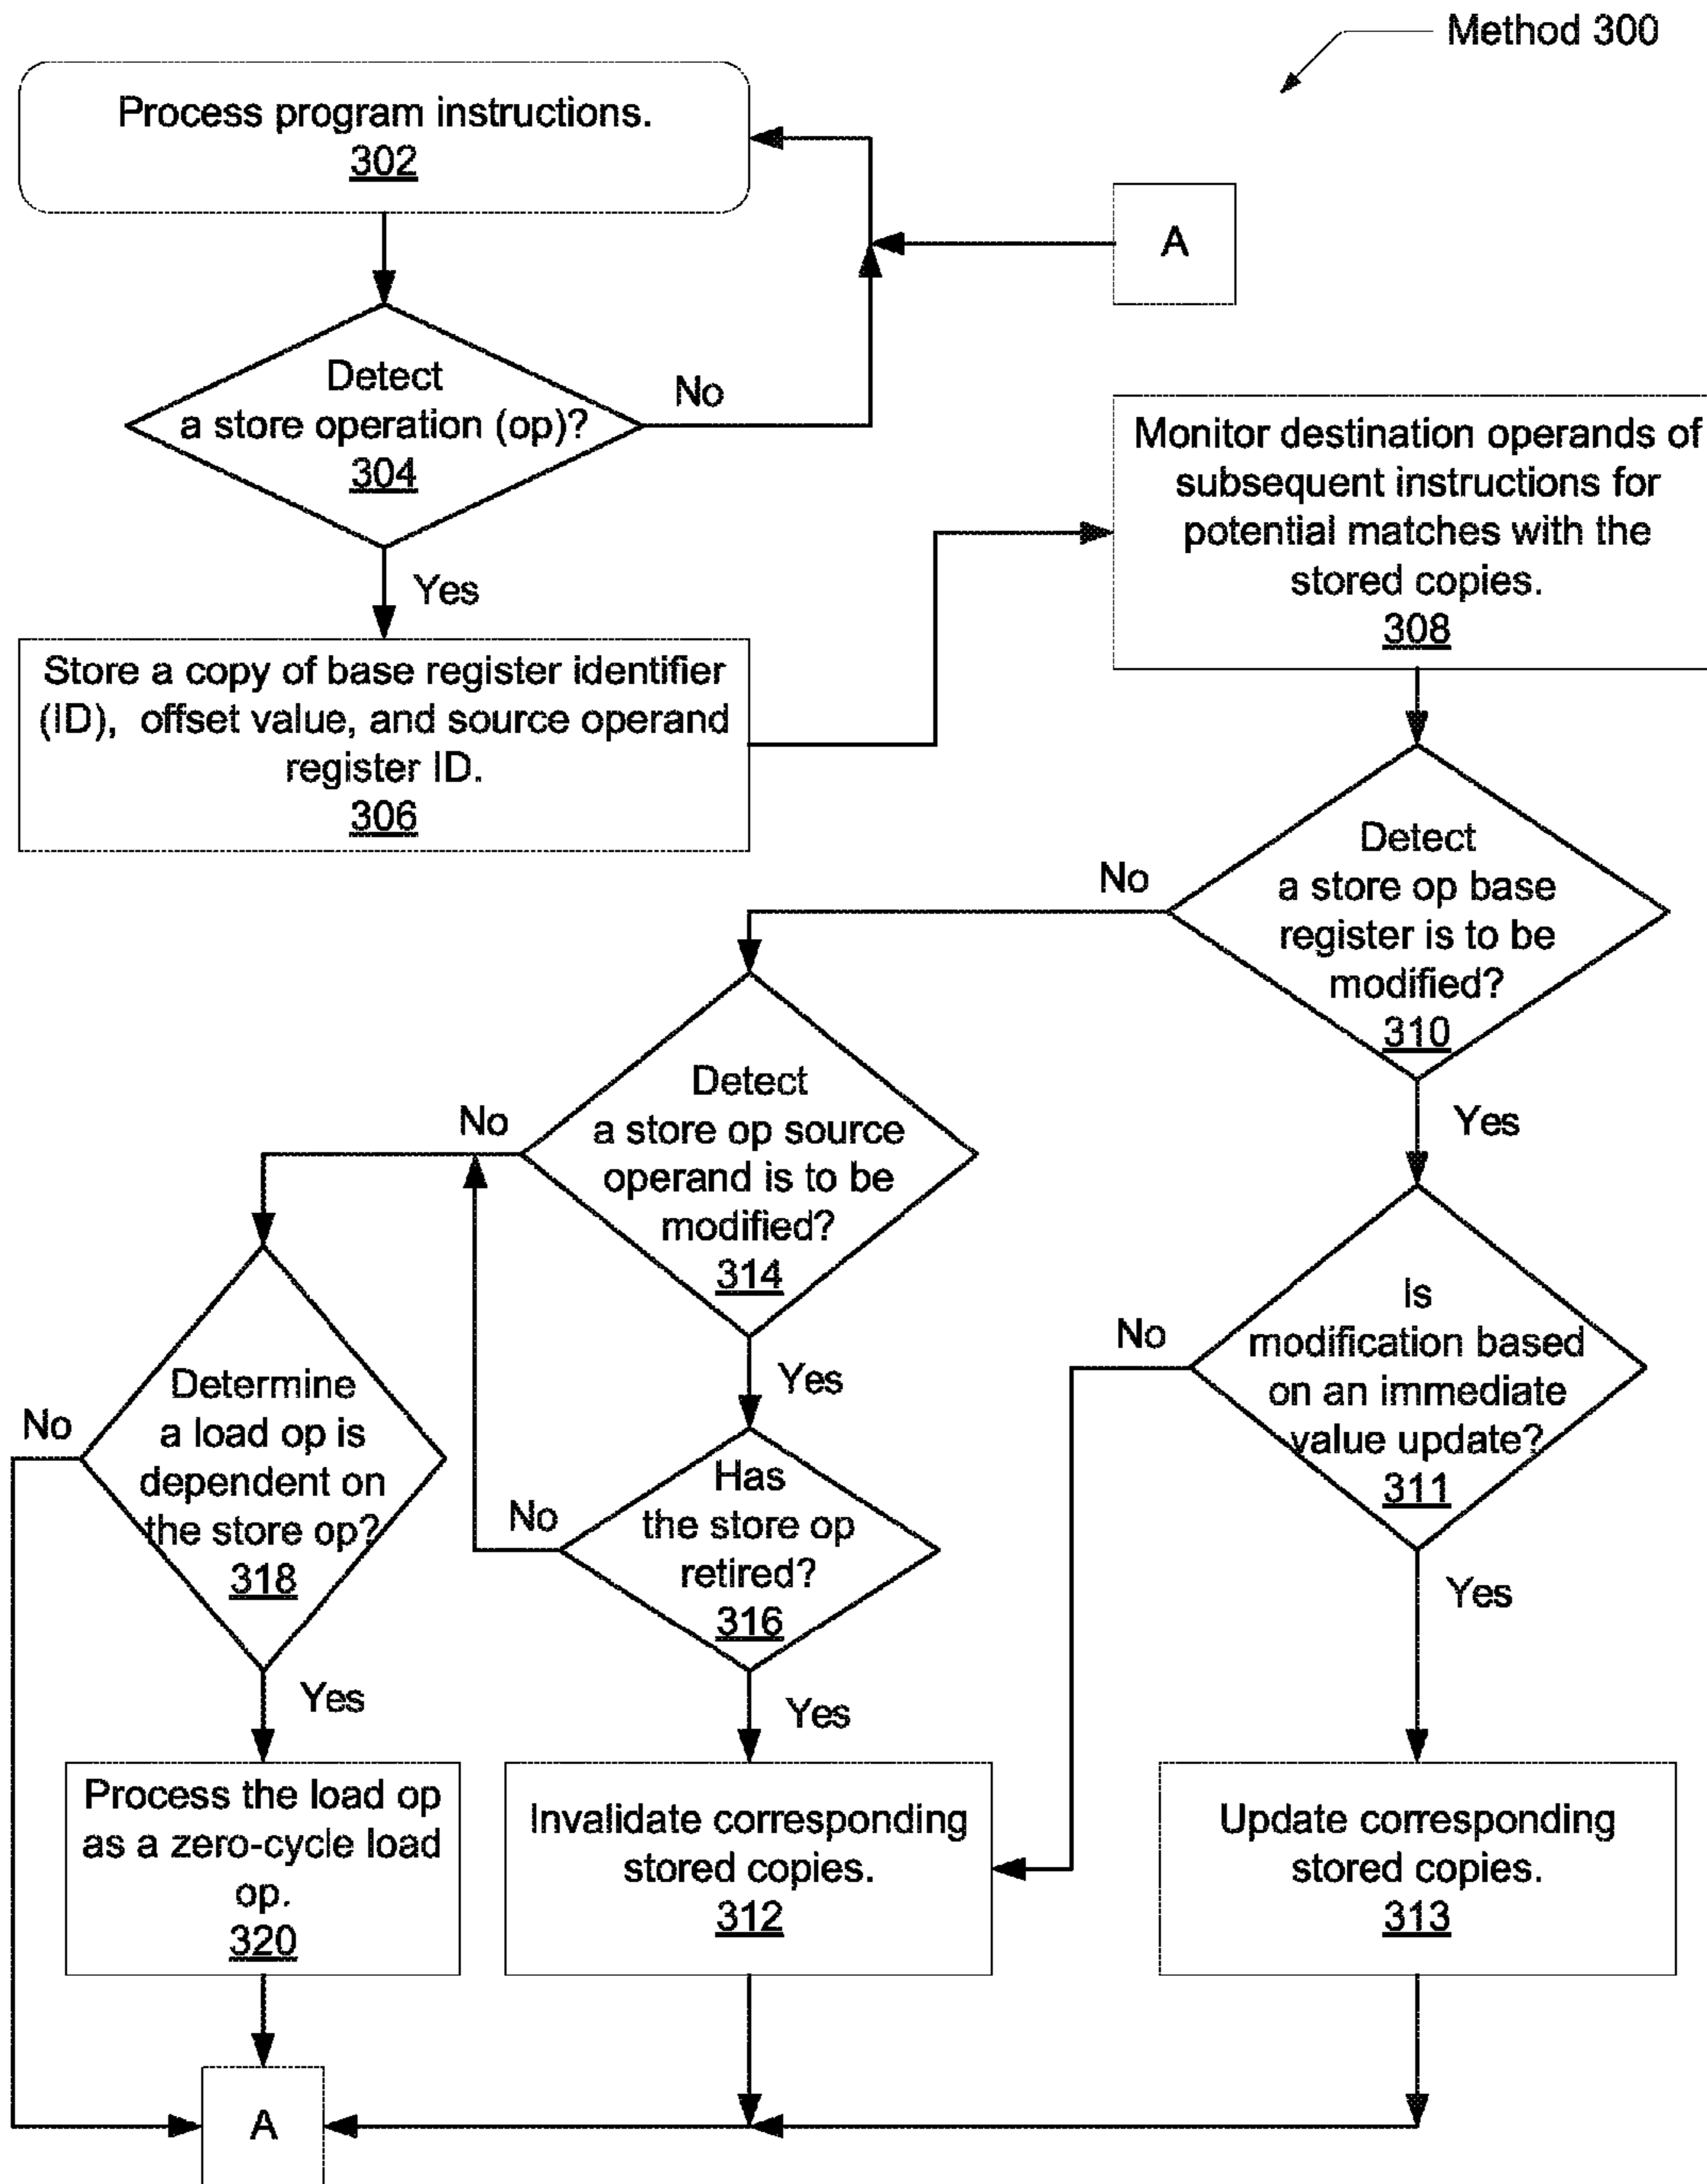 Method 300
Process program instructions.
302
A
Detect
a store operation (op)?
304
No
Yes
Store a copy of base register identifier
(ID), offset value, and source operand
register ID.
306
Monitor destination operands of
subsequent instructions for
potential matches with the
stored copies.
308
Detect
a store op base
register is to be
modified?
310
No
Yes
Detect
a store op source
operand is to be
modified?
314
No
Yes
Is
modification based
on an immediate
value update?
311
No
Yes
Determine
a load op is
dependent on
the store op?
318
No
Yes
Has
the store op
retired?
316
No
Yes
Process the load op
as a zero-cycle load
op.
320
Invalidate corresponding
stored copies.
312
Update corresponding
stored copies.
313
A